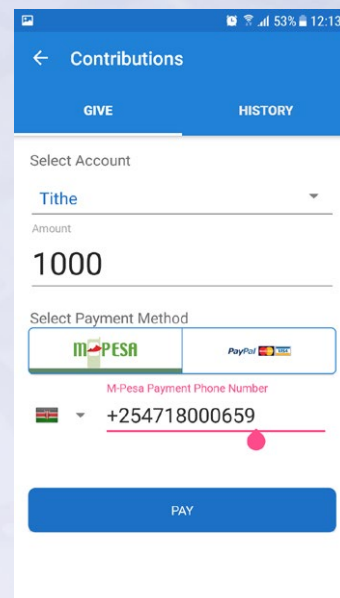 53% 12:13
Contributions
GIVE HISTORY
Select Account
Tithe
Amount
1000
Select Payment Method
M-PESA PayPal VISA
M-Pesa Payment Phone Number
+254718000659
PAY